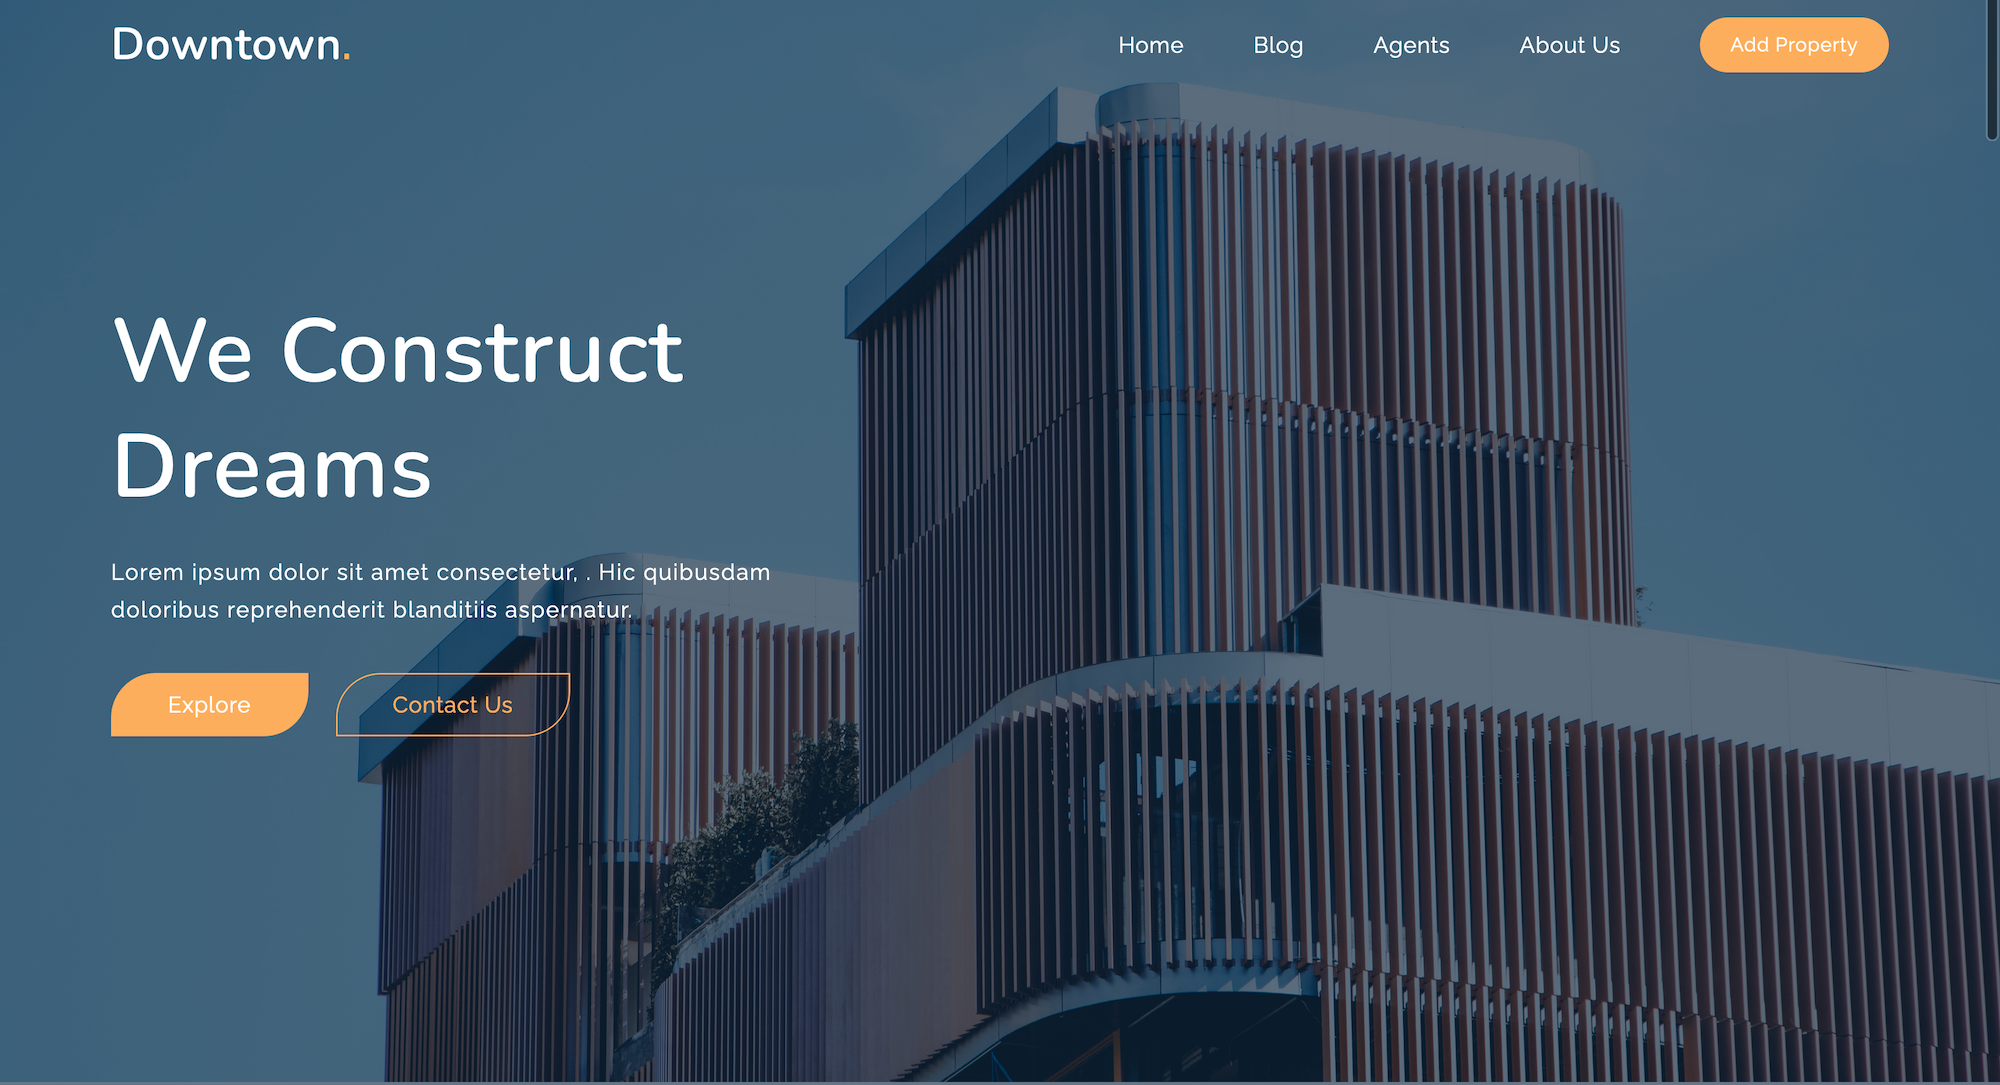 Downtown.
Home Blog Agents About Us Add Property
We Construct
Dreams
Lorem ipsum dolor sit amet consectetur, . Hic quibusdam
doloribus reprehenderit blanditiis aspernatur.
Explore Contact Us